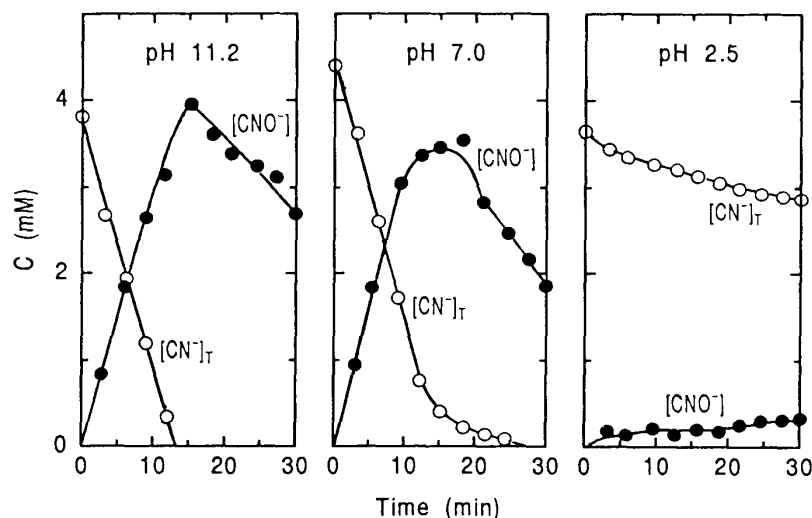 pH 11.2
pH 7.0
pH 2.5
C (mM)
4
2
0
[CNO⁻]
[CN⁻]T
[CNO⁻]
[CN⁻]T
[CN⁻]T
[CNO⁻]
0 10 20 30
0 10 20 30
0 10 20 30
Time (min)